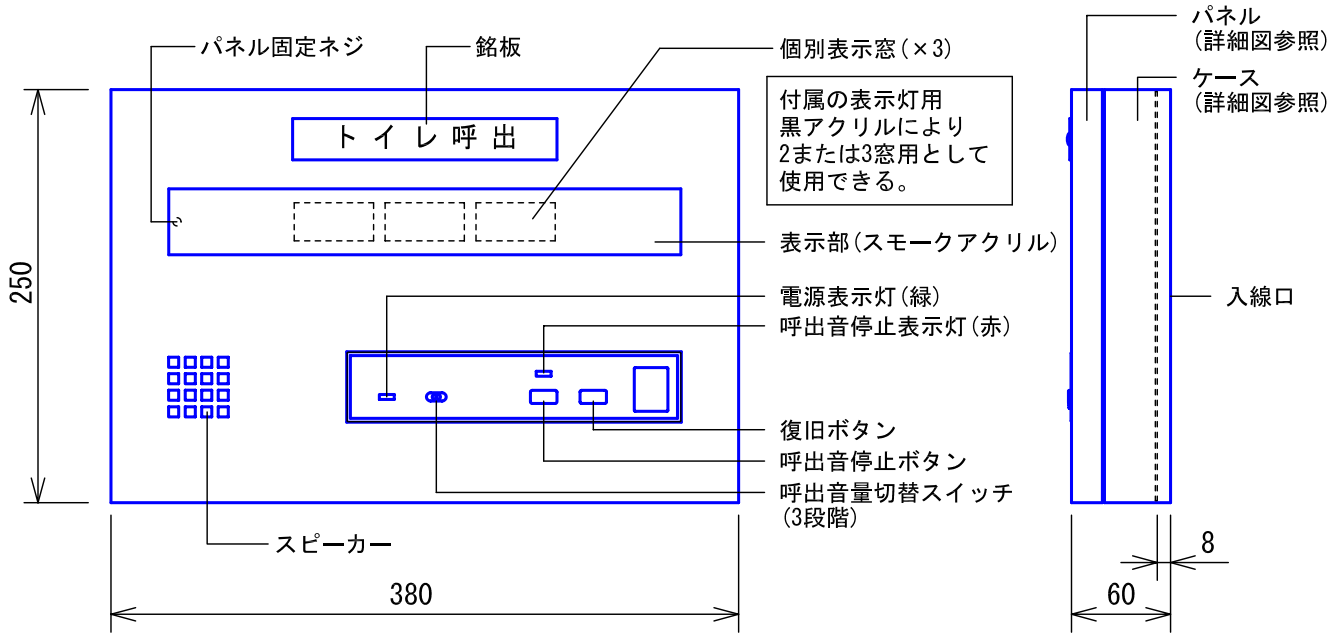 パネル固定ネジ
銘板
個別表示窓(×3)
付属の表示灯用
黒アクリルにより
2または3窓用として
使用できる。
トイレ呼出
表示部(スモークアクリル)
電源表示灯(緑)
呼出音停止表示灯(赤)
復旧ボタン
呼出音停止ボタン
呼出音量切替スイッチ
(3段階)
スピーカー
250
380
パネル
(詳細図参照)
ケース
(詳細図参照)
入線口
8
60